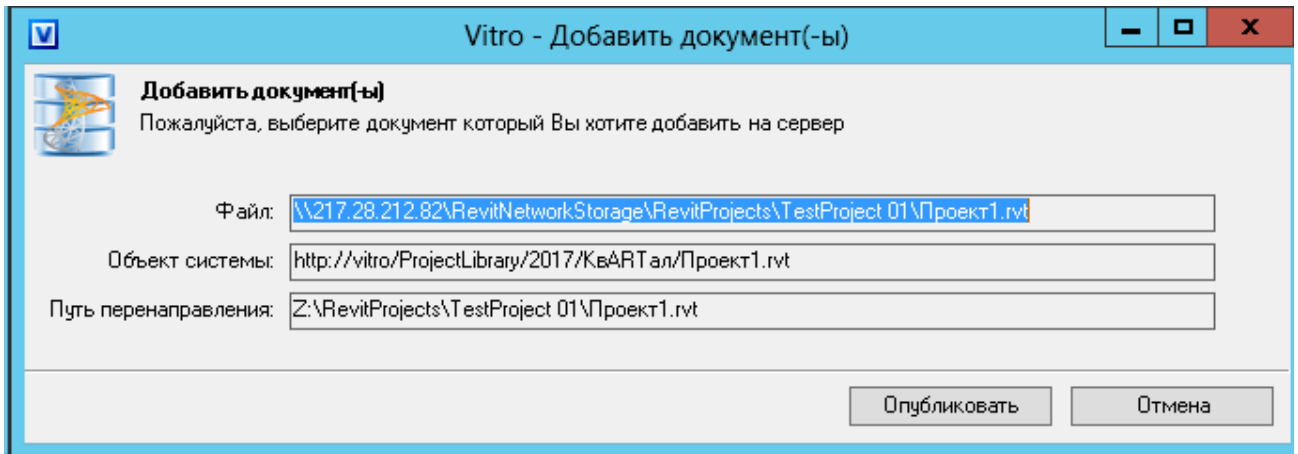 Vitro - Добавить документ(-ы)
Добавить документ(-ы)
Пожалуйста, выберите документ который Вы хотите добавить на сервер
Файл: \\217.28.212.82\RevitNetworkStorage\RevitProjects\TestProject 01\Проект1.rvt
Объект системы: http://vitro/ProjectLibrary/2017/КвАRТал/Проект1.rvt
Путь перенаправления: Z:\RevitProjects\TestProject 01\Проект1.rvt
Опубликовать Отмена